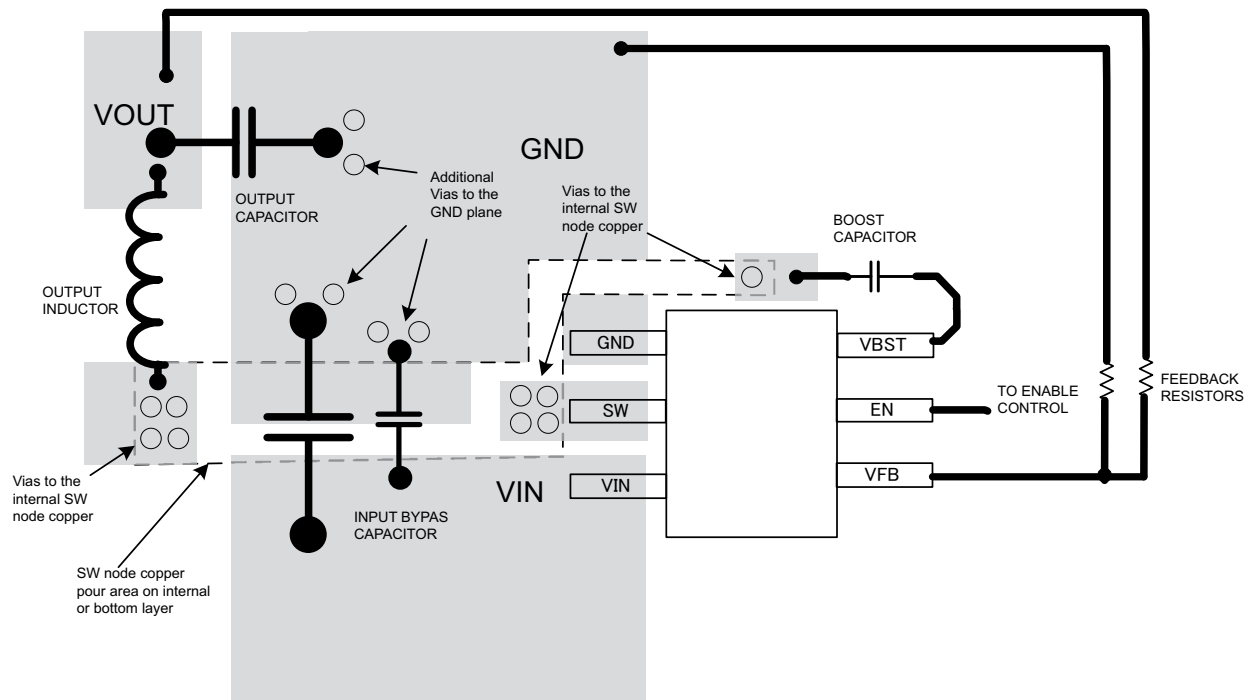 VOUT
GND
OUTPUT
CAPACITOR
Additional
Vias to the
GND plane
Vias to the
internal SW
node copper
BOOST
CAPACITOR
OUTPUT
INDUCTOR
GND
VBST
SW
EN
TO ENABLE
CONTROL
FEEDBACK
RESISTORS
VIN
VIN
VFB
Vias to the
internal SW
node copper
INPUT BYPAS
CAPACITOR
SW node copper
pour area on internal
or bottom layer